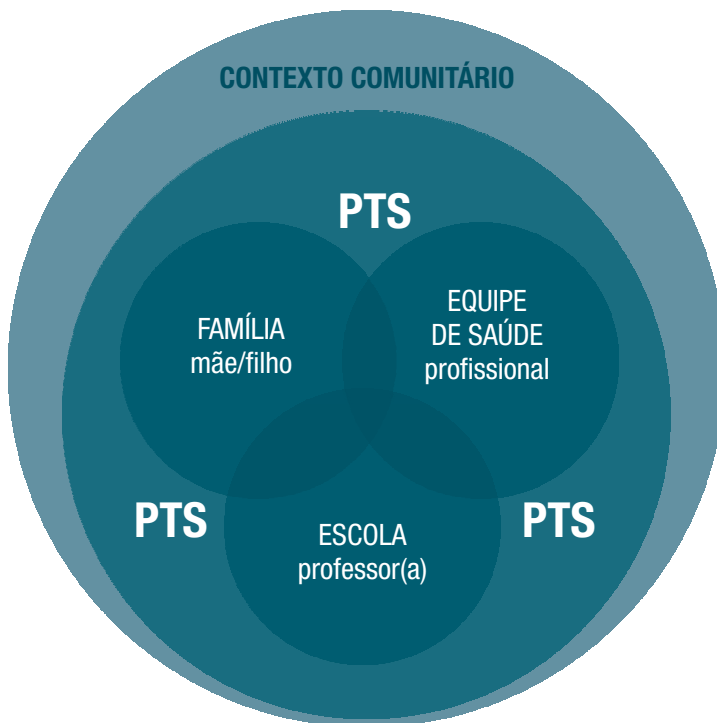 CONTEXTO COMUNITÁRIO
PTS
FAMÍLIA
mãe/filho
EQUIPE
DE SAÚDE
profissional
PTS
PTS
ESCOLA
professor(a)